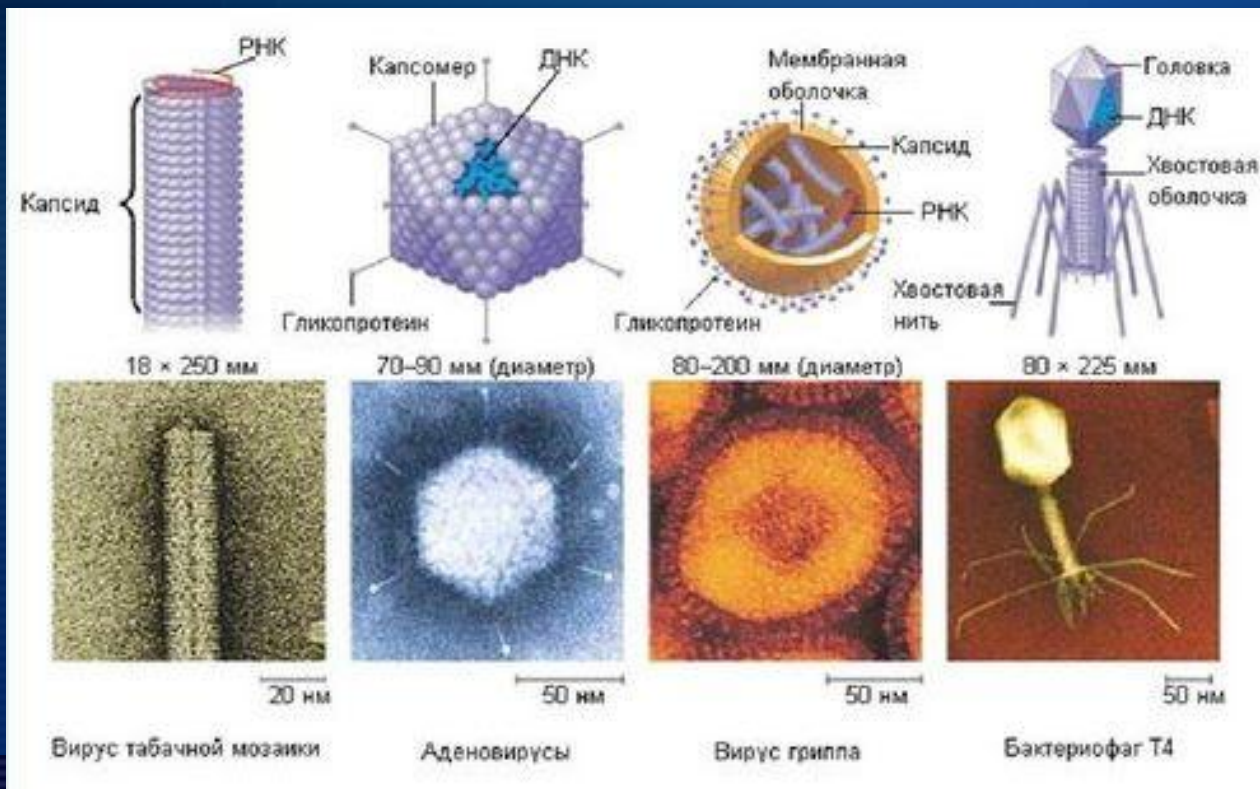 РНК
Капсид
Капсомер
ДНК
Гликопротеин
Мембранная
оболочка
Капсид
РНК
Гликопротеин
Головка
ДНК
Хвостовая
оболочка
Хвостовая
нить
18 × 250 мм
70–90 мм (диаметр)
80–200 мм (диаметр)
80 × 225 мм
20 нм
50 нм
50 нм
50 нм
Вирус табачной мозаики
Аденовирусы
Вирус гриппа
Бактериофаг Т4